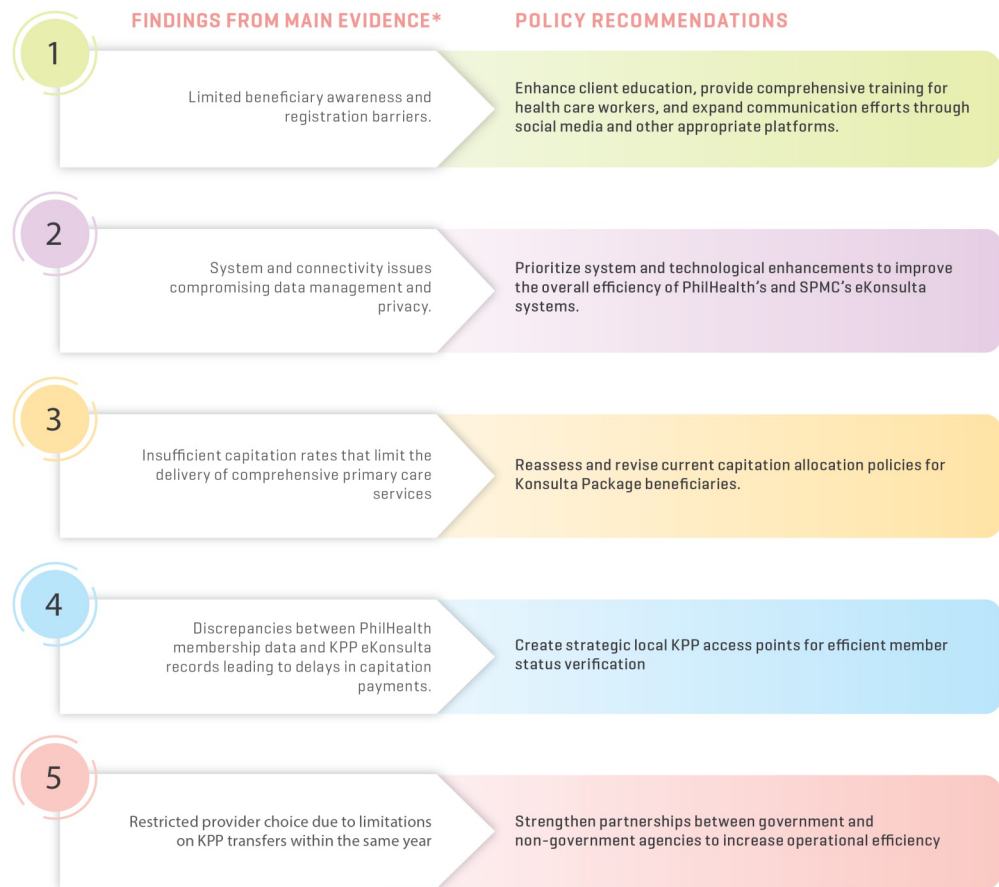 FINDINGS FROM MAIN EVIDENCE*
POLICY RECOMMENDATIONS
1
Limited beneficiary awareness and
registration barriers.
Enhance client education, provide comprehensive training for
health care workers, and expand communication efforts through
social media and other appropriate platforms.
2
System and connectivity issues
compromising data management and
privacy.
Prioritize system and technological enhancements to improve
the overall efficiency of PhilHealth's and SPMC's eKonsulta
systems.
3
Insufficient capitation rates that limit the
delivery of comprehensive primary care
services
Reassess and revise current capitation allocation policies for
Konsulta Package beneficiaries.
4
Discrepancies between PhilHealth
membership data and KPP eKonsulta
records leading to delays in capitation
payments.
Create strategic local KPP access points for efficient member
status verification
5
Restricted provider choice due to limitations
on KPP transfers within the same year
Strengthen partnerships between government and
non-government agencies to increase operational efficiency